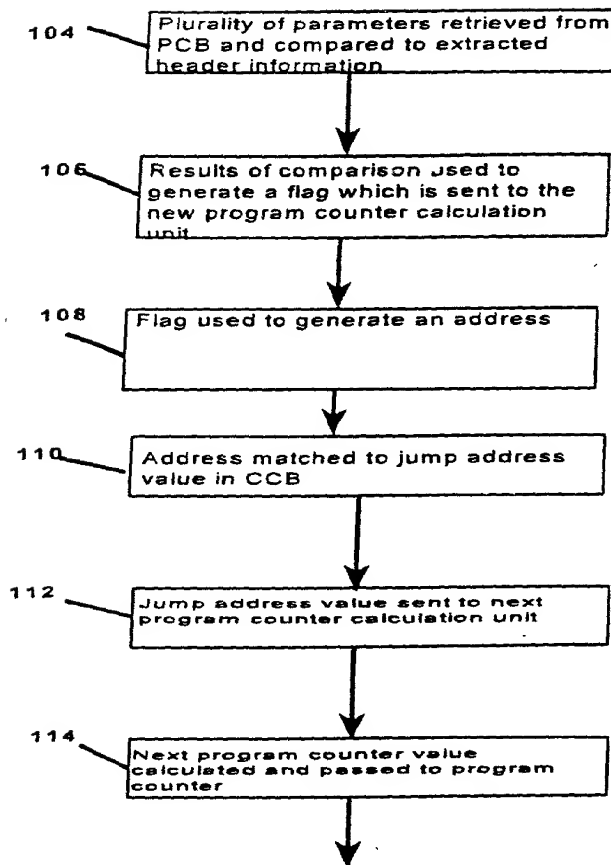 104
Plurality of parameters retrieved from
PCB and compared to extracted
header information
106
Results of comparison used to
generate a flag which is sent to the
new program counter calculation
unit.
108
Flag used to generate an address
110
Address matched to jump address
value in CCB
112
Jump address value sent to next
program counter calculation unit
114
Next program counter value
calculated and passed to program
counter